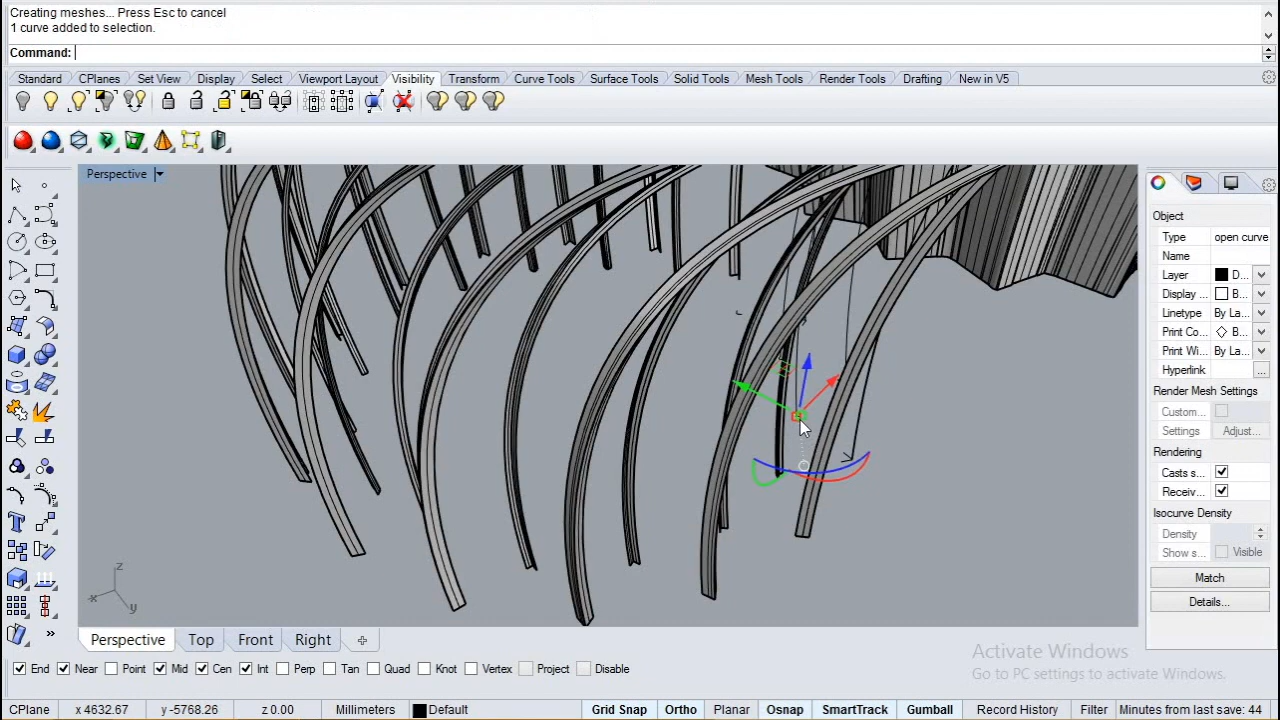 Creating meshes... Press Esc to cancel
1 curve added to selection.
Command:
Standard CPlanes Set View Display Select Viewport Layout Visibility Transform Curve Tools Surface Tools Solid Tools Mesh Tools Render Tools Drafting New in V5
Perspective
Object
Type open curve
Name
Layer D...
Display ... B...
Linetype By La...
Print Co... B...
Print Wi... By La...
Hyperlink ...
Render Mesh Settings
Custom...
Settings Adjust...
Rendering
Casts s...
Receiv...
Isocurve Density
Density
Show s... Visible
Match
Details...
z
x
y
Perspective Top Front Right
End Near Point Mid Cen Int Perp Tan Quad Knot Vertex Project Disable
Activate Windows
Go to PC settings to activate Windows.
CPlane x 4632.67 y -5768.26 z 0.00 Millimeters Default Grid Snap Ortho Planar Osnap SmartTrack Gumball Record History Filter Minutes from last save: 44